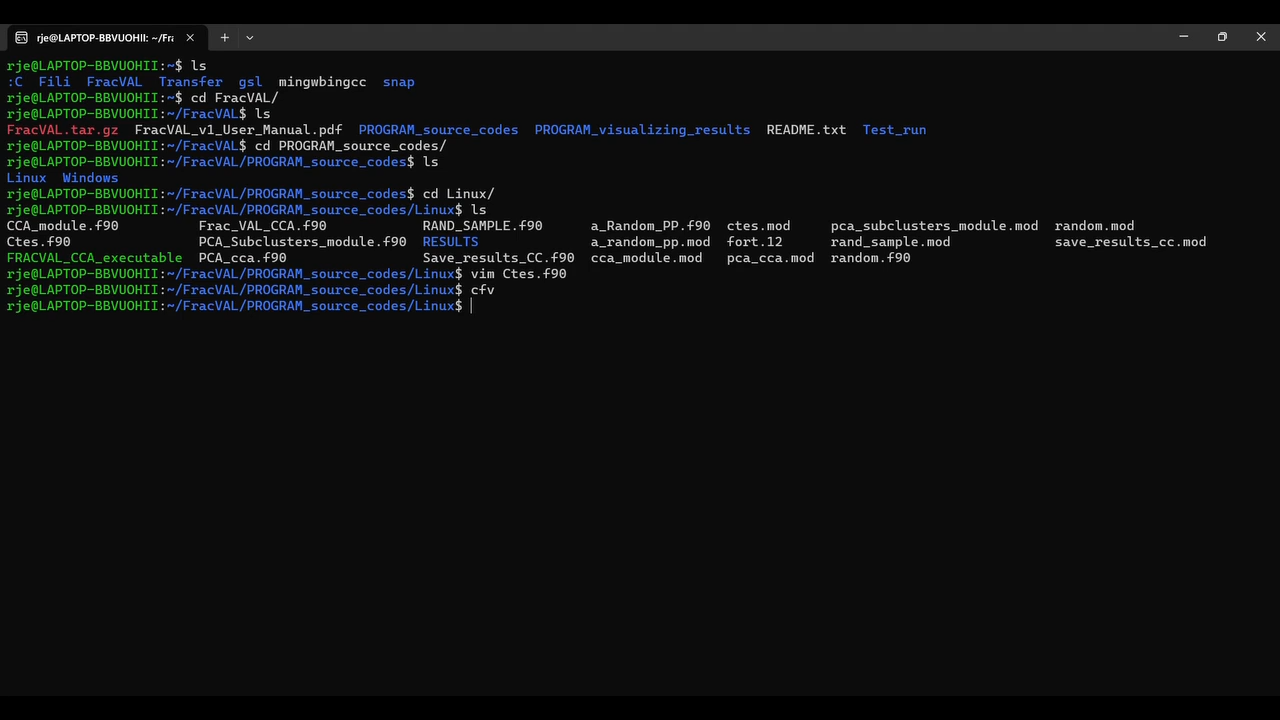 rje@LAPTOP-BBVUOHII: ~/Fra
rje@LAPTOP-BBVUOHII:~$ ls
:C  Fili  FracVAL  Transfer  gsl  mingwbingcc  snap
rje@LAPTOP-BBVUOHII:~$ cd FracVAL/
rje@LAPTOP-BBVUOHII:~/FracVAL$ ls
FracVAL.tar.gz  FracVAL_v1_User_Manual.pdf  PROGRAM_source_codes  PROGRAM_visualizing_results  README.txt  Test_run
rje@LAPTOP-BBVUOHII:~/FracVAL$ cd PROGRAM_source_codes/
rje@LAPTOP-BBVUOHII:~/FracVAL/PROGRAM_source_codes$ ls
Linux  Windows
rje@LAPTOP-BBVUOHII:~/FracVAL/PROGRAM_source_codes$ cd Linux/
rje@LAPTOP-BBVUOHII:~/FracVAL/PROGRAM_source_codes/Linux$ ls
CCA_module.f90          Frac_VAL_CCA.f90            RAND_SAMPLE.f90      a_Random_PP.f90  ctes.mod     pca_subclusters_module.mod  random.mod
Ctes.f90                PCA_Subclusters_module.f90  RESULTS              a_random_pp.mod  fort.12      rand_sample.mod             save_results_cc.mod
FRACVAL_CCA_executable  PCA_cca.f90                 Save_results_CC.f90  cca_module.mod   pca_cca.mod  random.f90
rje@LAPTOP-BBVUOHII:~/FracVAL/PROGRAM_source_codes/Linux$ vim Ctes.f90
rje@LAPTOP-BBVUOHII:~/FracVAL/PROGRAM_source_codes/Linux$ cfv
rje@LAPTOP-BBVUOHII:~/FracVAL/PROGRAM_source_codes/Linux$